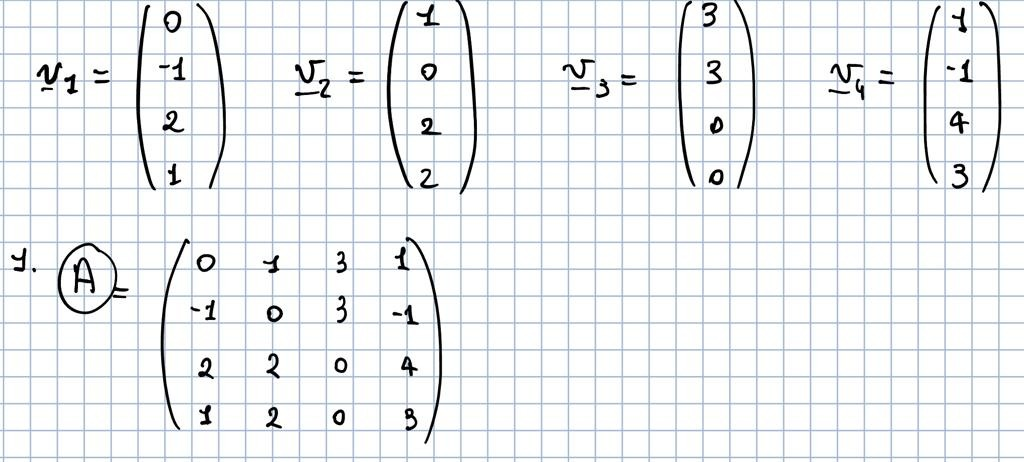 v1 = (0 -1 2 1) v2 = (1 0 2 2) v3 = (3 3 0 0) v4 = (1 -1 4 3)
1. A = (0 1 3 1
-1 0 3 -1
2 2 0 4
1 2 0 3)